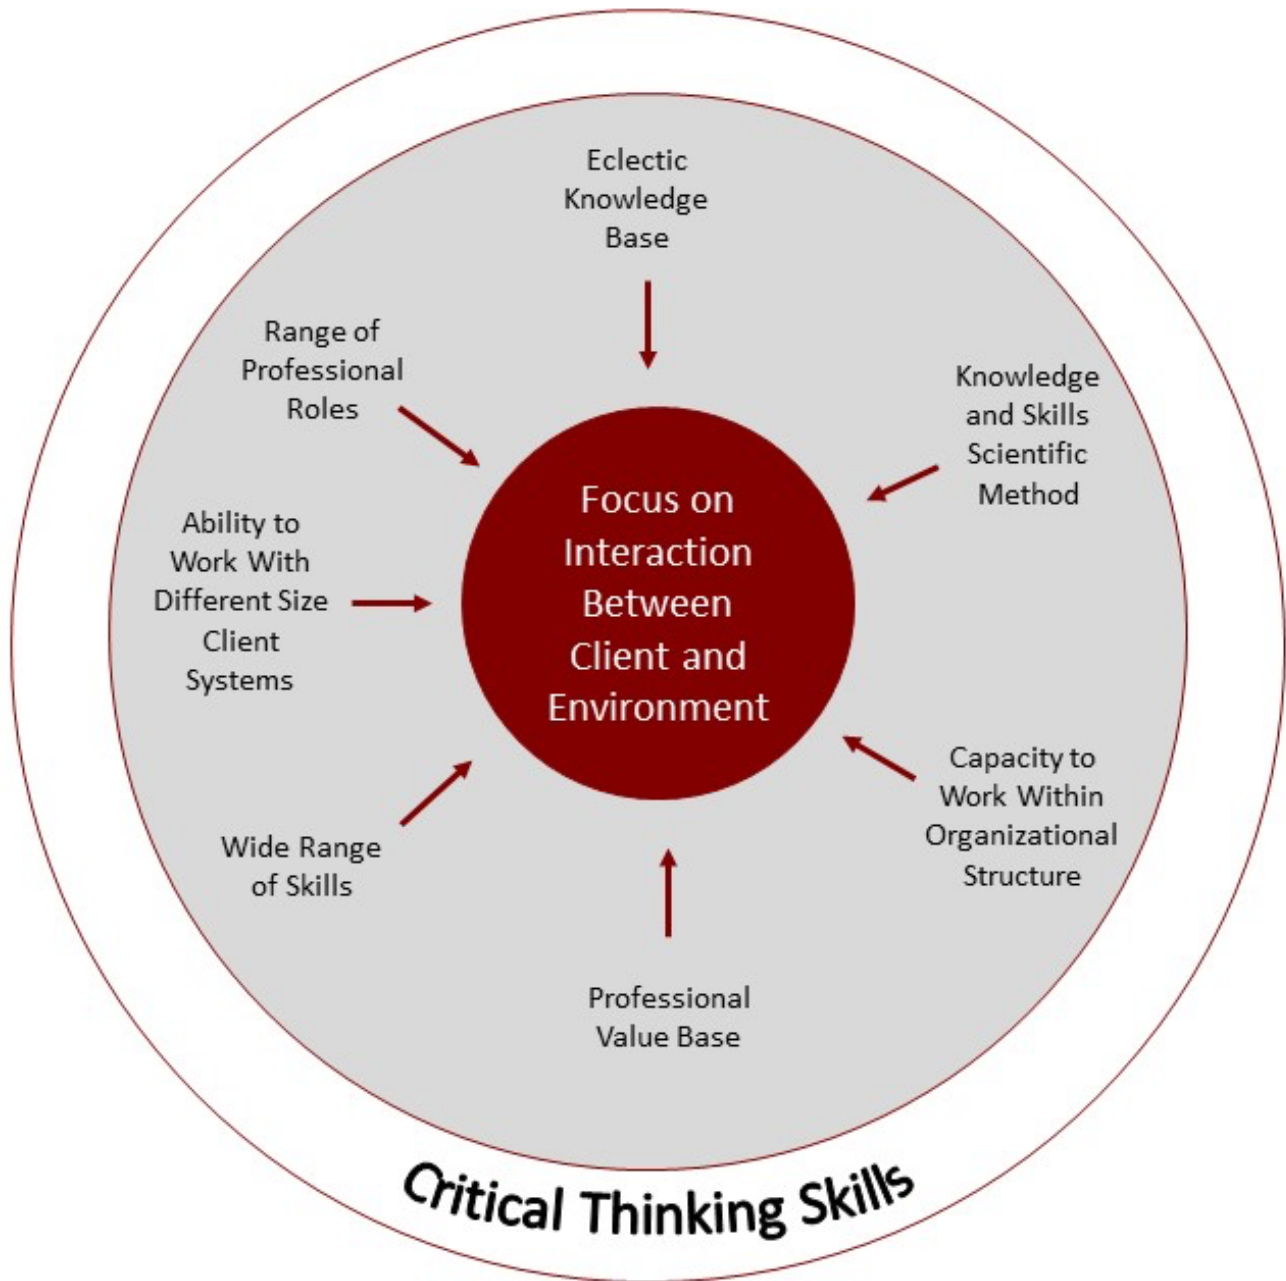 Eclectic
Knowledge
Base
Range of
Professional
Roles
Knowledge
and Skills
Scientific
Method
Ability to
Work With
Different Size
Client
Systems
Focus on
Interaction
Between
Client and
Environment
Wide Range
of Skills
Capacity to
Work Within
Organizational
Structure
Professional
Value Base
Critical Thinking Skills